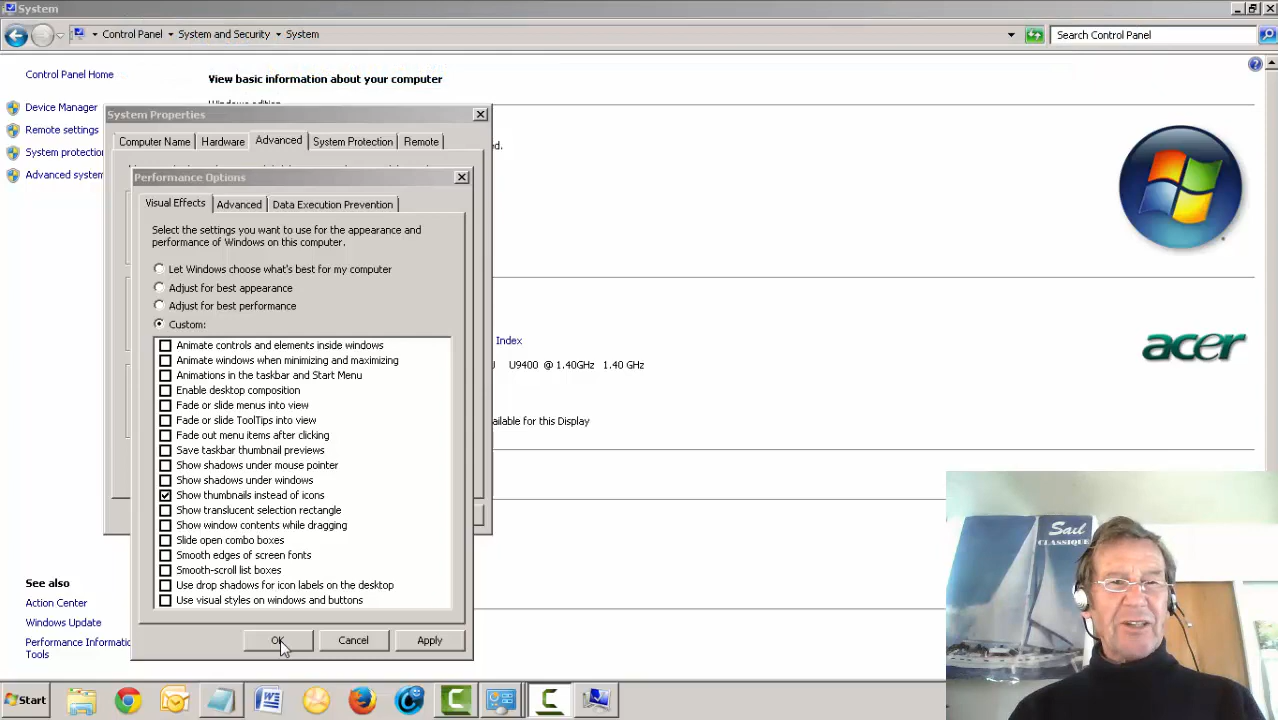 System
Control Panel System and Security System
Search Control Panel
Control Panel Home
View basic information about your computer
Windows edition
Device Manager
Remote settings
System protection
Advanced system
System Properties
Computer Name Hardware Advanced System Protection Remote
ed.
Performance Options
Visual Effects Advanced Data Execution Prevention
Select the settings you want to use for the appearance and
performance of Windows on this computer.
Let Windows choose what's best for my computer
Adjust for best appearance
Adjust for best performance
Custom:
Animate controls and elements inside windows
Animate windows when minimizing and maximizing
Animations in the taskbar and Start Menu
Enable desktop composition
Fade or slide menus into view
Fade or slide ToolTips into view
Fade out menu items after clicking
Save taskbar thumbnail previews
Show shadows under mouse pointer
Show shadows under windows
Show thumbnails instead of icons
Show translucent selection rectangle
Show window contents while dragging
Slide open combo boxes
Smooth edges of screen fonts
Smooth-scroll list boxes
Use drop shadows for icon labels on the desktop
Use visual styles on windows and buttons
OK Cancel Apply
Index
U9400 @ 1.40GHz 1.40 GHz
ailable for this Display
acer
See also
Action Center
Windows Update
Performance Informatio
Tools
Sail
CLASSIQUE
Start